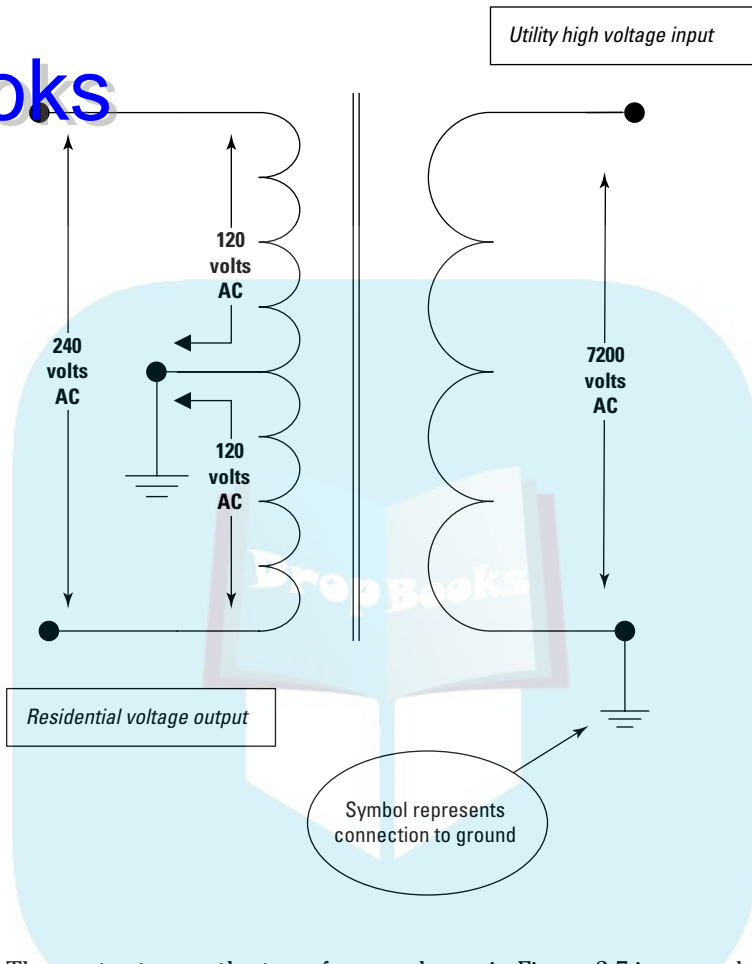 Utility high voltage input
oks
120
volts
AC
240
volts
AC
7200
volts
AC
120
volts
AC
DropBooks
Residential voltage output
Symbol represents
connection to ground